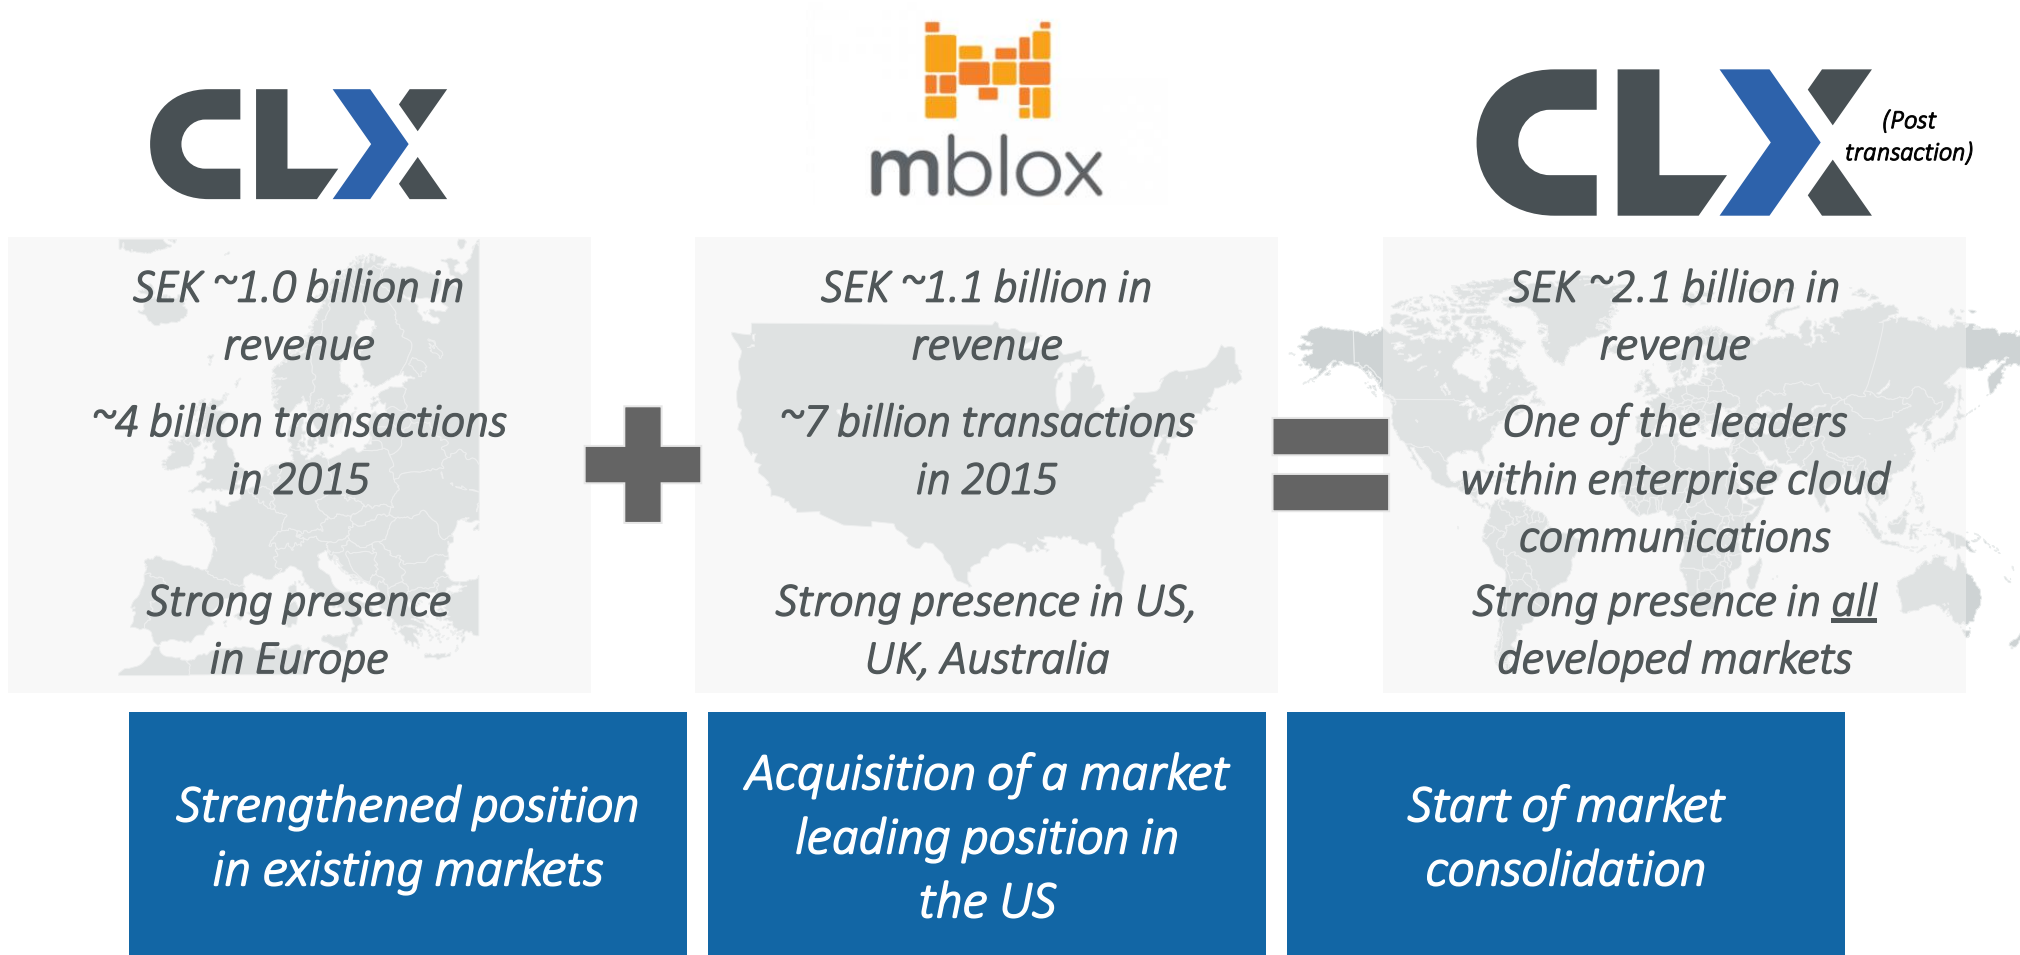 CLX
mblox
CLX
(Post
transaction)
SEK ~1.0 billion in
revenue
~4 billion transactions
in 2015
Strong presence
in Europe
SEK ~1.1 billion in
revenue
~7 billion transactions
in 2015
Strong presence in US,
UK, Australia
SEK ~2.1 billion in
revenue
One of the leaders
within enterprise cloud
communications
Strong presence in all
developed markets
Strengthened position
in existing markets
Acquisition of a market
leading position in
the US
Start of market
consolidation